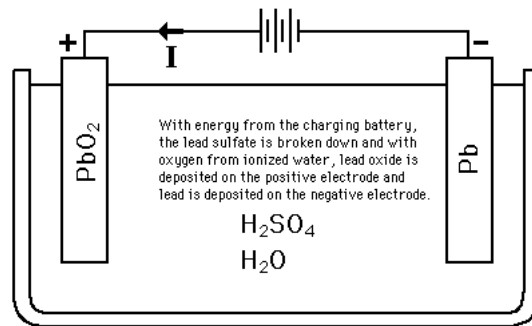 +
-
I
PbO₂
With energy from the charging battery,
the lead sulfate is broken down and with
oxygen from ionized water, lead oxide is
deposited on the positive electrode and
lead is deposited on the negative electrode.
H₂SO₄
H₂O
Pb